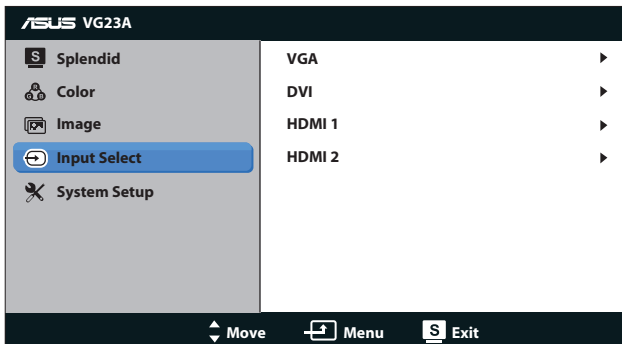 ASUS VG23A
S Splendid
Color
Image
Input Select
System Setup
VGA
DVI
HDMI 1
HDMI 2
Move Menu S Exit